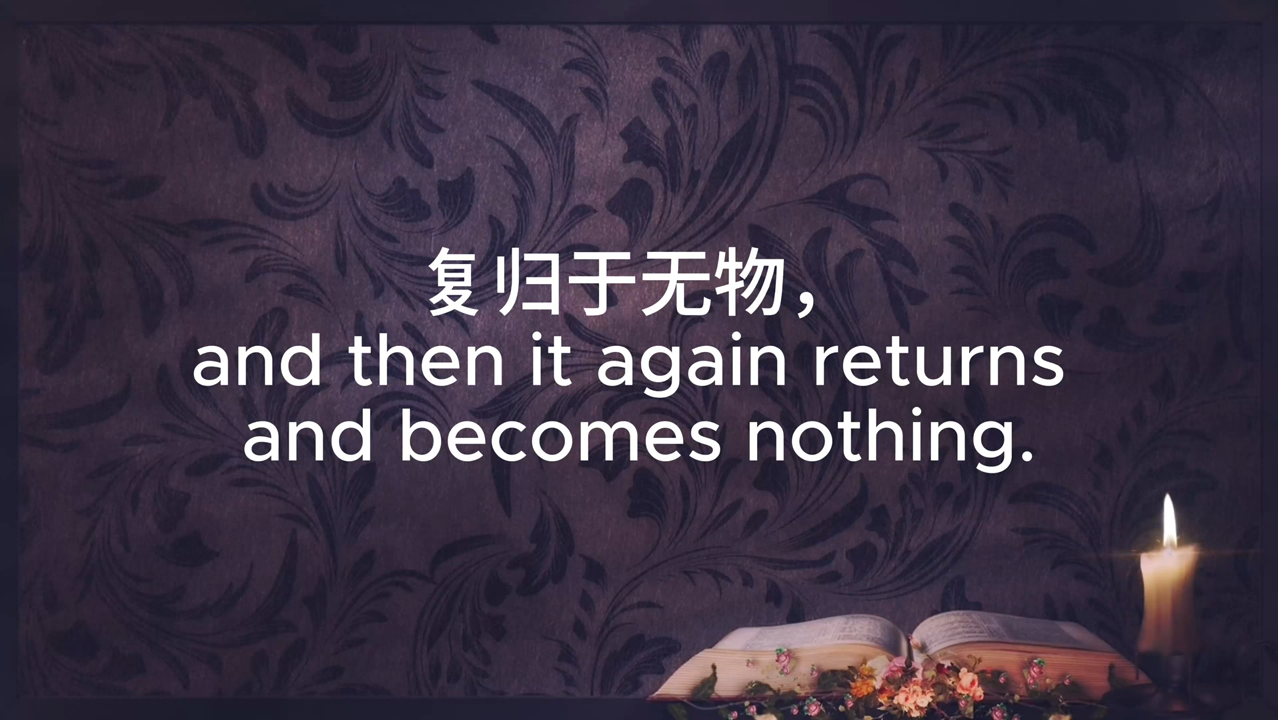 复归于无物，
and then it again returns
and becomes nothing.